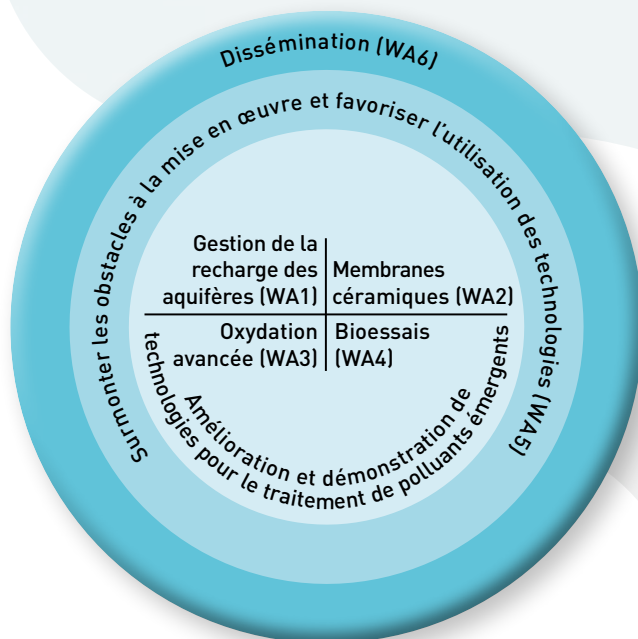 Dissémination (WA6)
Surmonter les obstacles à la mise en œuvre et favoriser l'utilisation des technologies (WA5)
Gestion de la
recharge des
aquifères (WA1)
Membranes
céramiques (WA2)
Oxydation
avancée (WA3)
Bioessais
(WA4)
Amélioration et démonstration de
technologies pour le traitement de polluants émergents